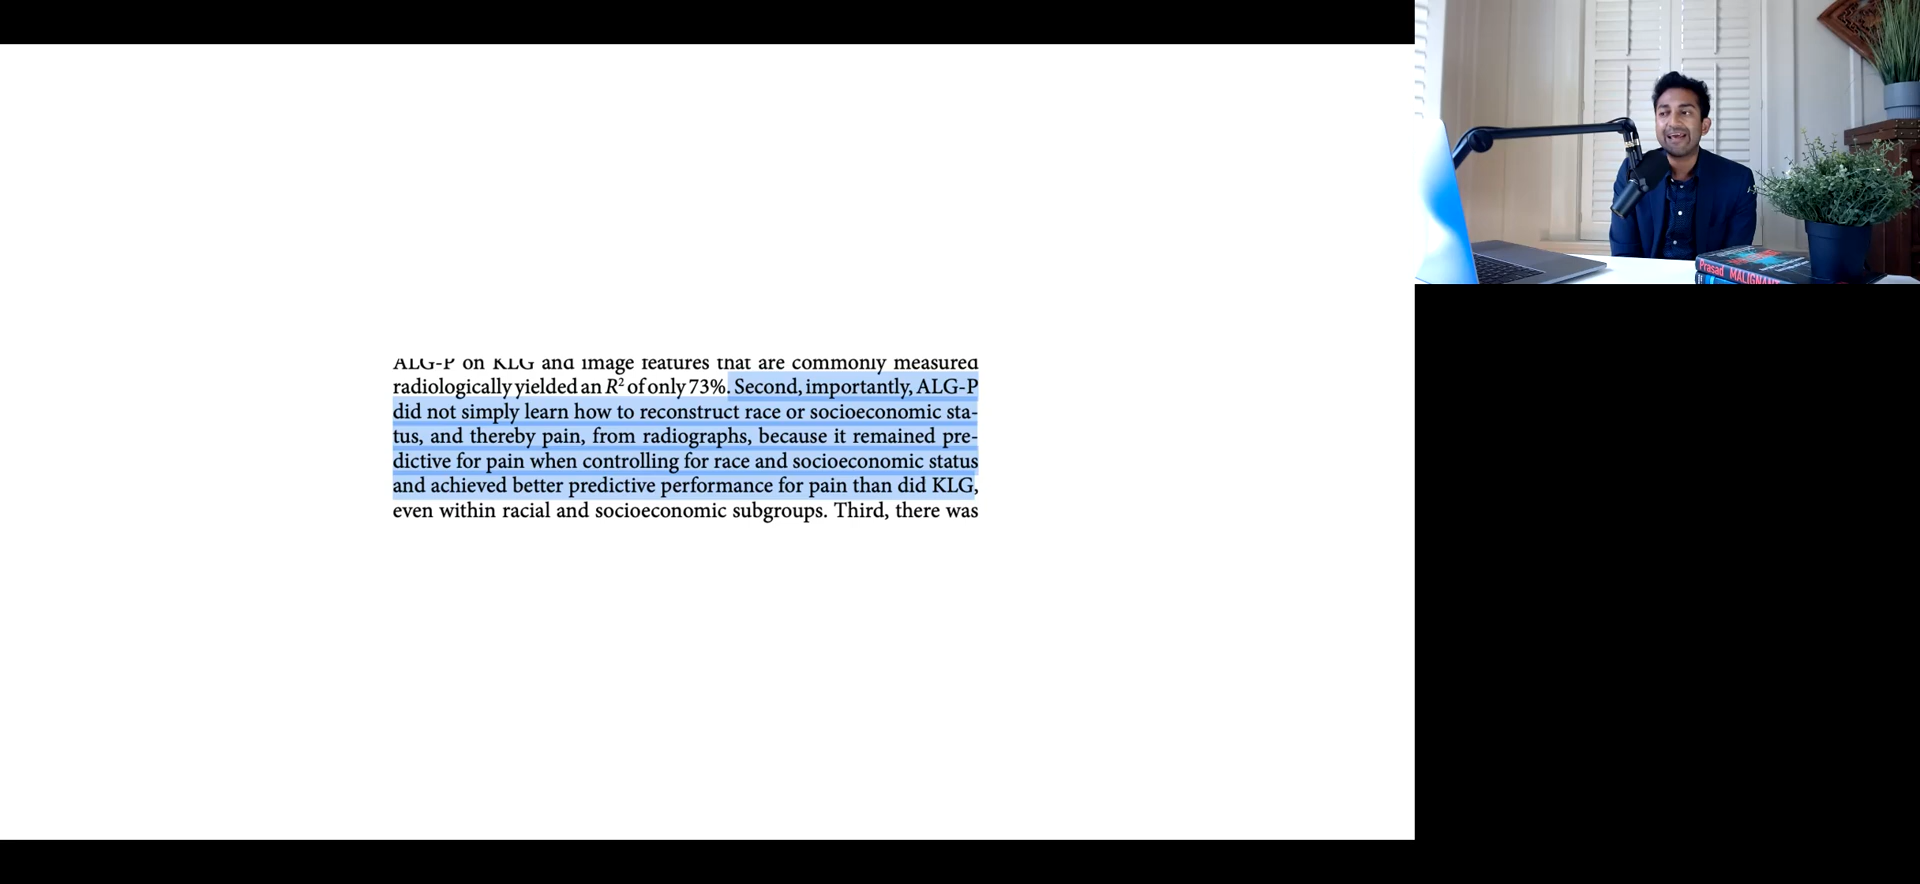 ALG-P on KLG and image features that are commonly measured
radiologically yielded an R² of only 73%. Second, importantly, ALG-P
did not simply learn how to reconstruct race or socioeconomic sta-
tus, and thereby pain, from radiographs, because it remained pre-
dictive for pain when controlling for race and socioeconomic status
and achieved better predictive performance for pain than did KLG,
even within racial and socioeconomic subgroups. Third, there was
Prasad MALIGNANT